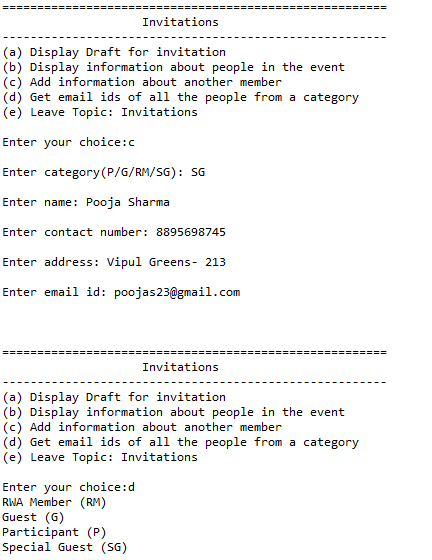 =======================================================
Invitations
-------------------------------------------------------
(a) Display Draft for invitation
(b) Display information about people in the event
(c) Add information about another member
(d) Get email ids of all the people from a category
(e) Leave Topic: Invitations
Enter your choice:c
Enter category(P/G/RM/SG): SG
Enter name: Pooja Sharma
Enter contact number: 8895698745
Enter address: Vipul Greens- 213
Enter email id: poojas23@gmail.com
=======================================================
Invitations
-------------------------------------------------------
(a) Display Draft for invitation
(b) Display information about people in the event
(c) Add information about another member
(d) Get email ids of all the people from a category
(e) Leave Topic: Invitations
Enter your choice:d
RWA Member (RM)
Guest (G)
Participant (P)
Special Guest (SG)